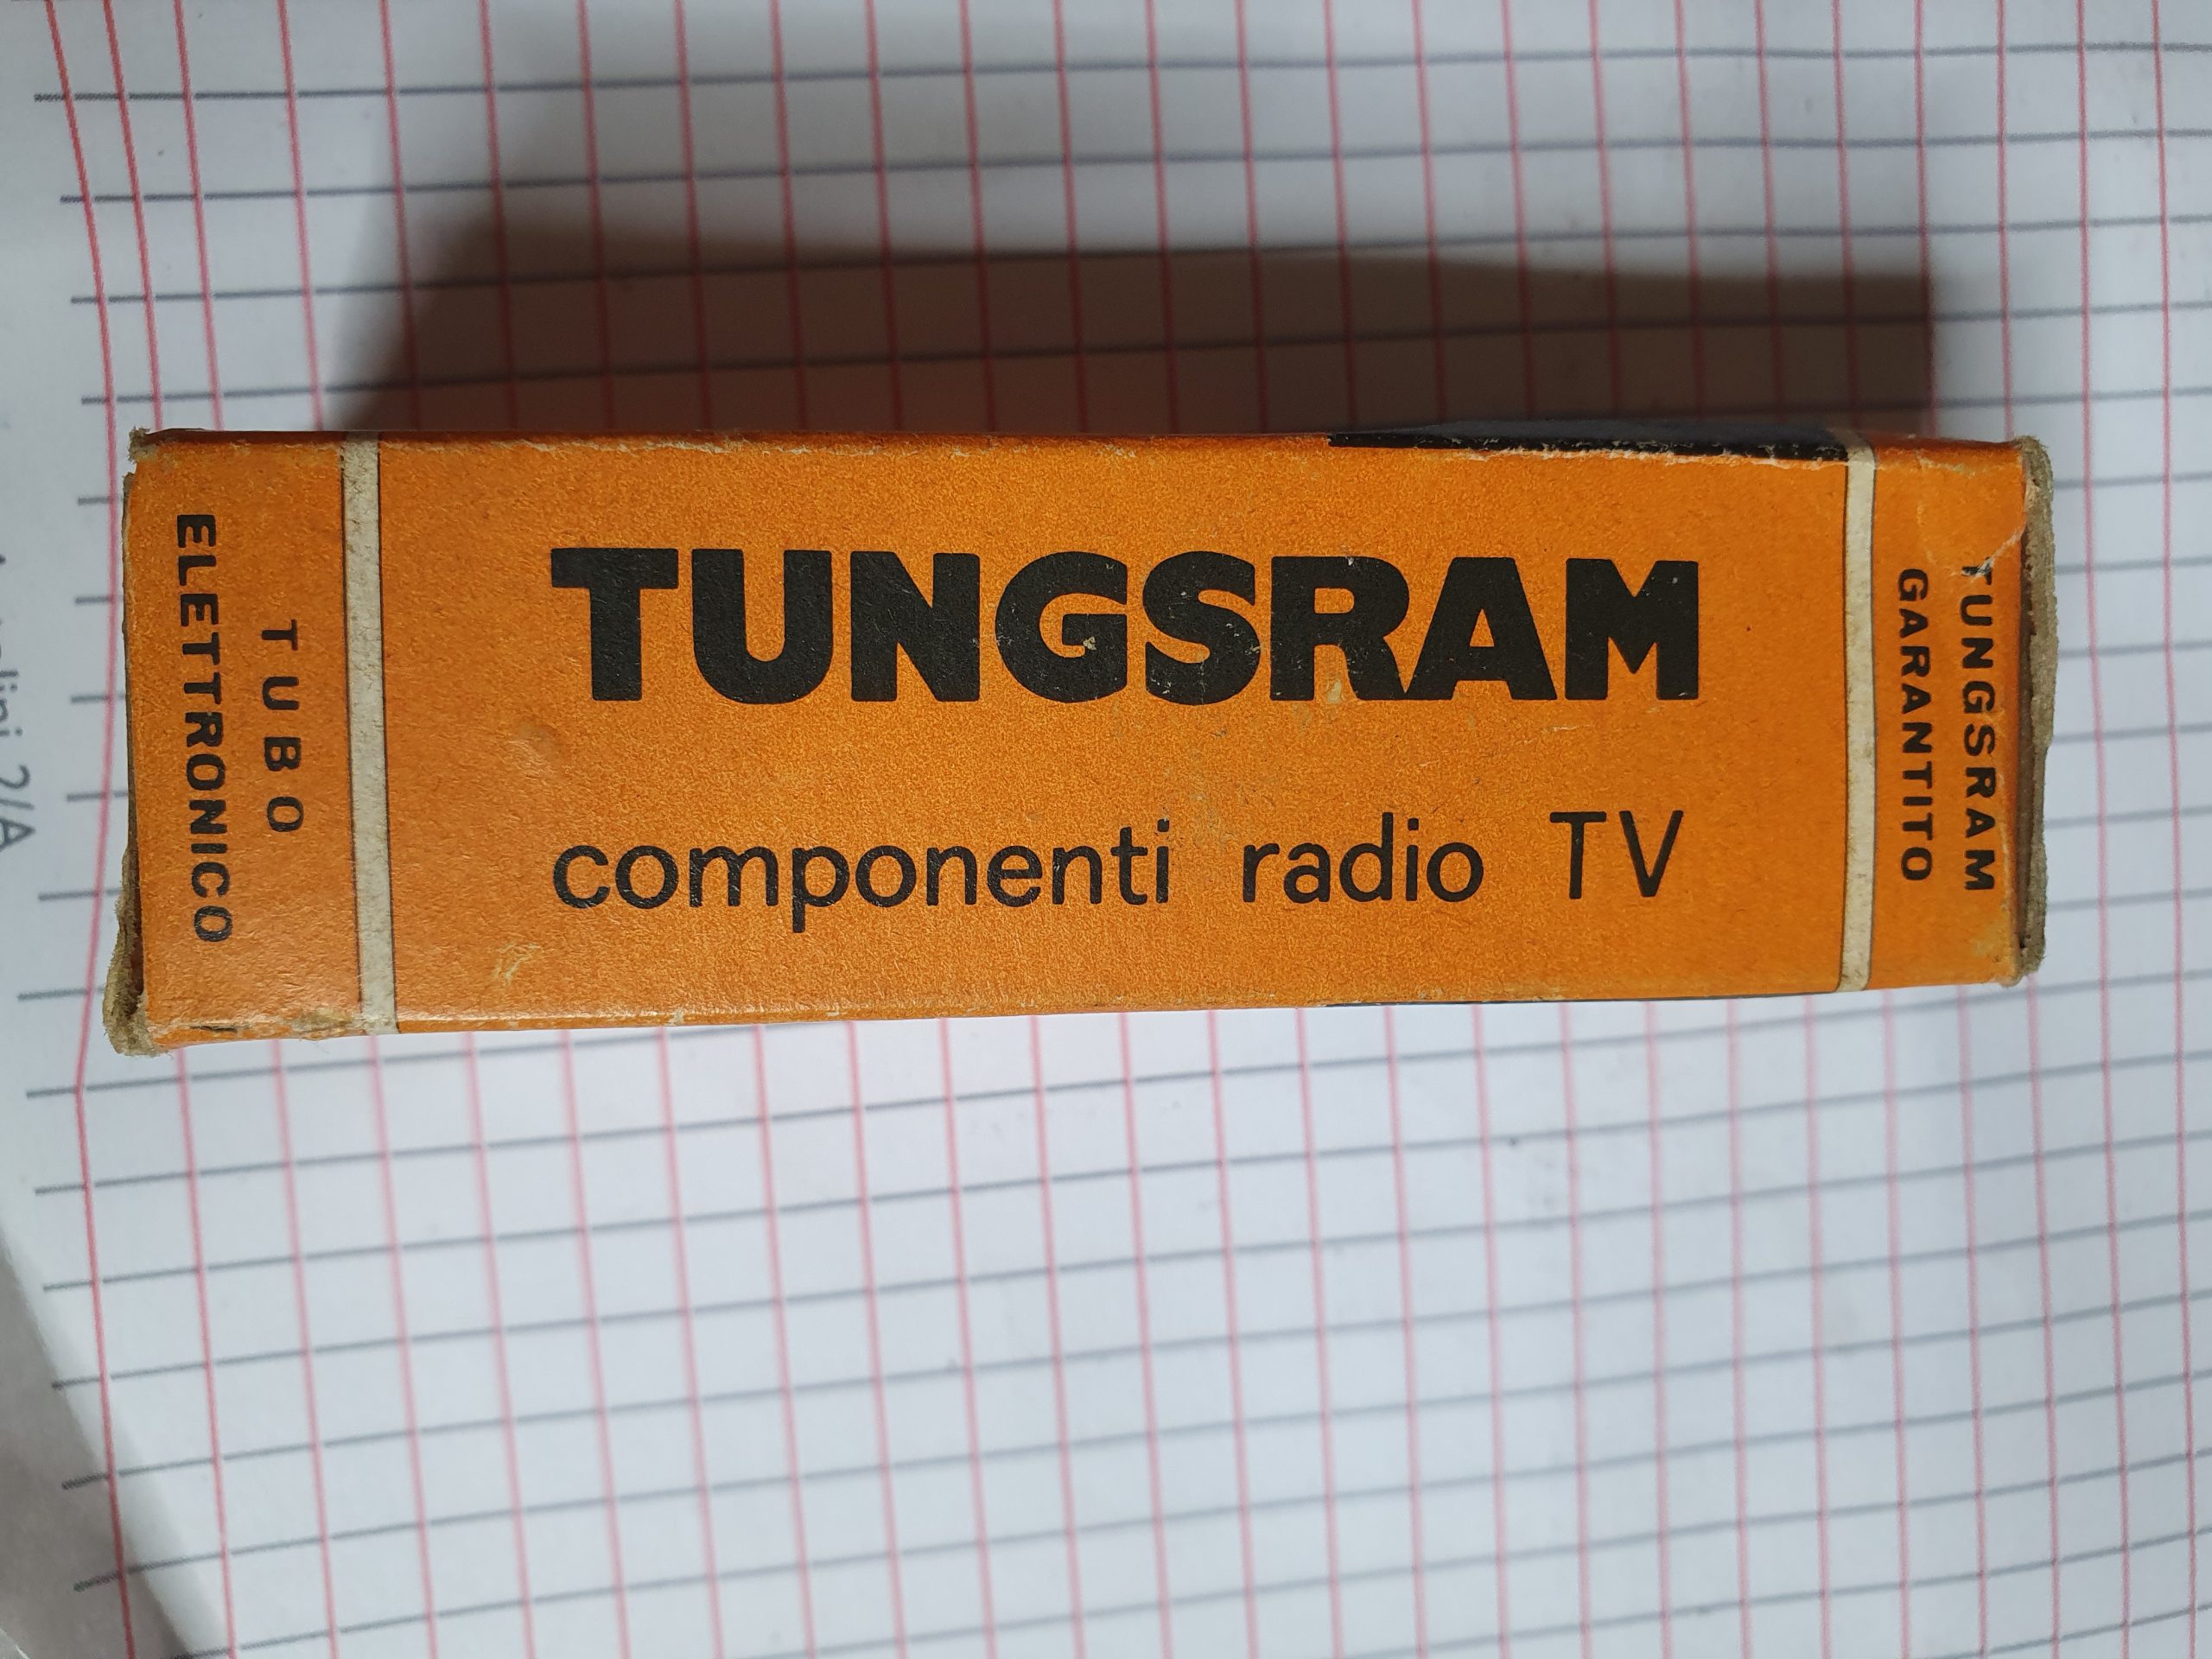 TUBO
ELETTRONICO
TUNGSRAM
componenti radio TV
TUNGSRAM
GARANTITO